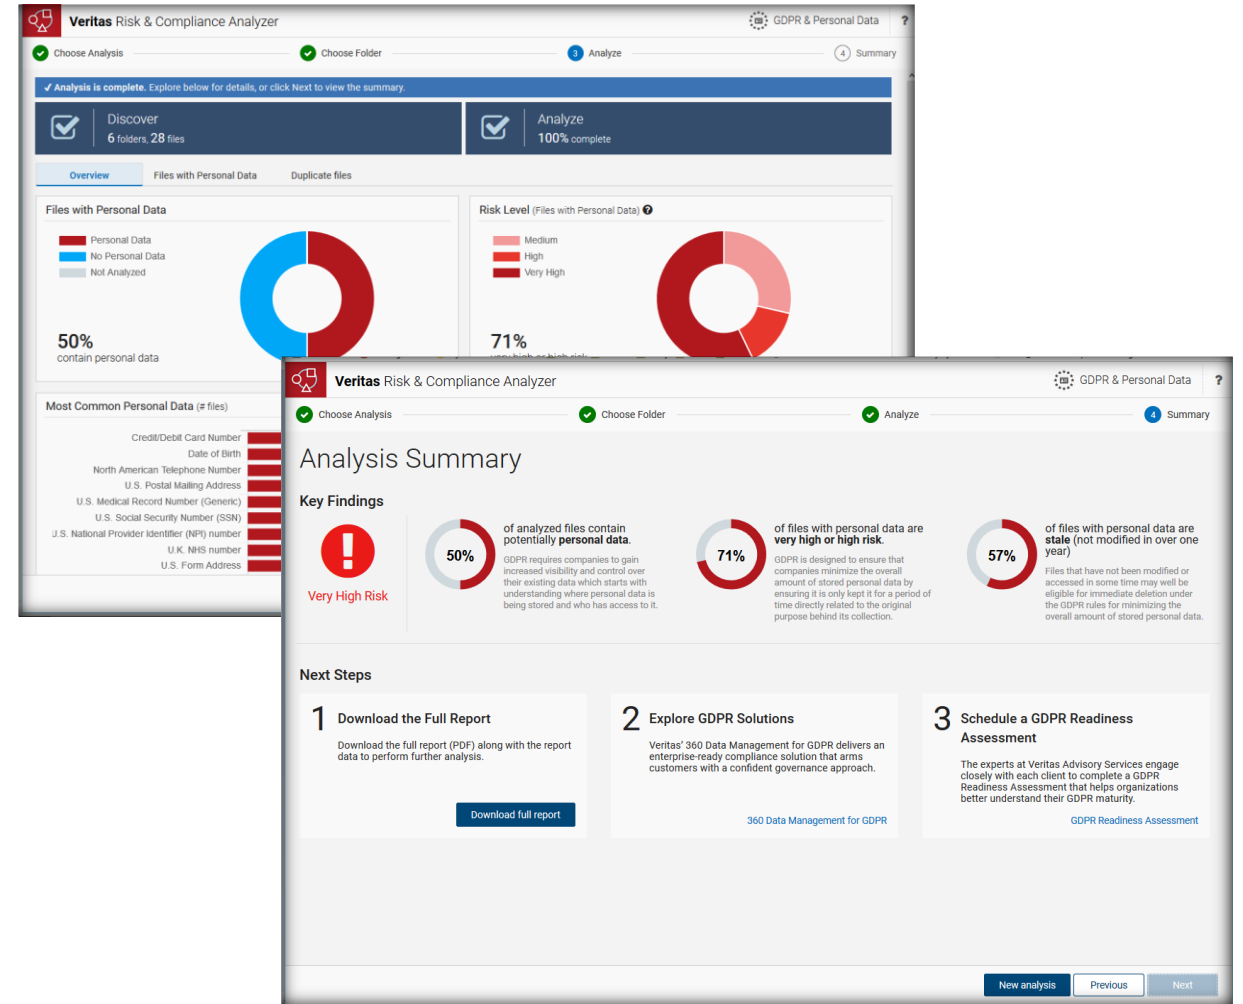 Veritas Risk & Compliance Analyzer
GDPR & Personal Data ?
Choose Analysis
Choose Folder
3 Analyze
4 Summary
✓ Analysis is complete. Explore below for details, or click Next to view the summary.
Discover
6 folders, 28 files
Analyze
100% complete
Overview
Files with Personal Data
Duplicate files
Files with Personal Data
Personal Data
No Personal Data
Not Analyzed
50%
contain personal data
Risk Level (Files with Personal Data) ?
Medium
High
Very High
71%
very high or high risk
Most Common Personal Data (# files)
Credit/Debit Card Number
Date of Birth
North American Telephone Number
U.S. Postal Mailing Address
U.S. Medical Record Number (Generic)
U.S. Social Security Number (SSN)
U.S. National Provider Identifier (NPI) number
U.K. NHS number
U.S. Form Address
Veritas Risk & Compliance Analyzer
GDPR & Personal Data ?
Choose Analysis
Choose Folder
Analyze
4 Summary
Analysis Summary
Key Findings
!
Very High Risk
50%
of analyzed files contain
potentially personal data.
GDPR requires companies to gain
increased visibility and control over
their existing data which starts with
understanding where personal data is
being stored and who has access to it.
71%
of files with personal data are
very high or high risk.
GDPR is designed to ensure that
companies minimize the overall
amount of stored personal data by
ensuring it is only kept it for a period of
time directly related to the original
purpose behind its collection.
57%
of files with personal data are
stale (not modified in over one
year)
Files that have not been modified or
accessed in some time may well be
eligible for immediate deletion under
the GDPR rules for minimizing the
overall amount of stored personal data.
Next Steps
1 Download the Full Report
Download the full report (PDF) along with the report
data to perform further analysis.
Download full report
2 Explore GDPR Solutions
Veritas' 360 Data Management for GDPR delivers an
enterprise-ready compliance solution that arms
customers with a confident governance approach.
360 Data Management for GDPR
3 Schedule a GDPR Readiness
Assessment
The experts at Veritas Advisory Services engage
closely with each client to complete a GDPR
Readiness Assessment that helps organizations
better understand their GDPR maturity.
GDPR Readiness Assessment
New analysis
Previous
Next